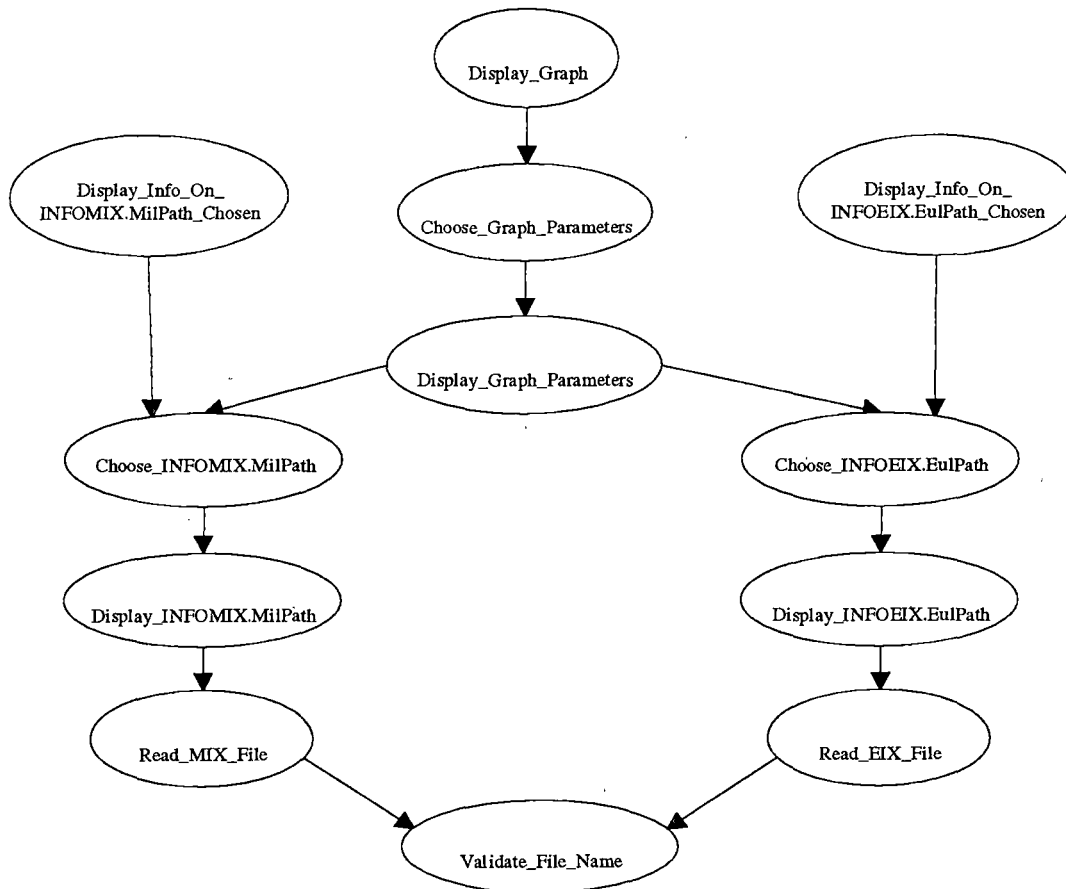 Display_Graph
Display_Info_On_
INFOMIX.MilPath_Chosen
Choose_Graph_Parameters
Display_Info_On_
INFOEIX.EulPath_Chosen
Display_Graph_Parameters
Choose_INFOMIX.MilPath
Choose_INFOEIX.EulPath
Display_INFOMIX.MilPath
Display_INFOEIX.EulPath
Read_MIX_File
Read_EIX_File
Validate_File_Name